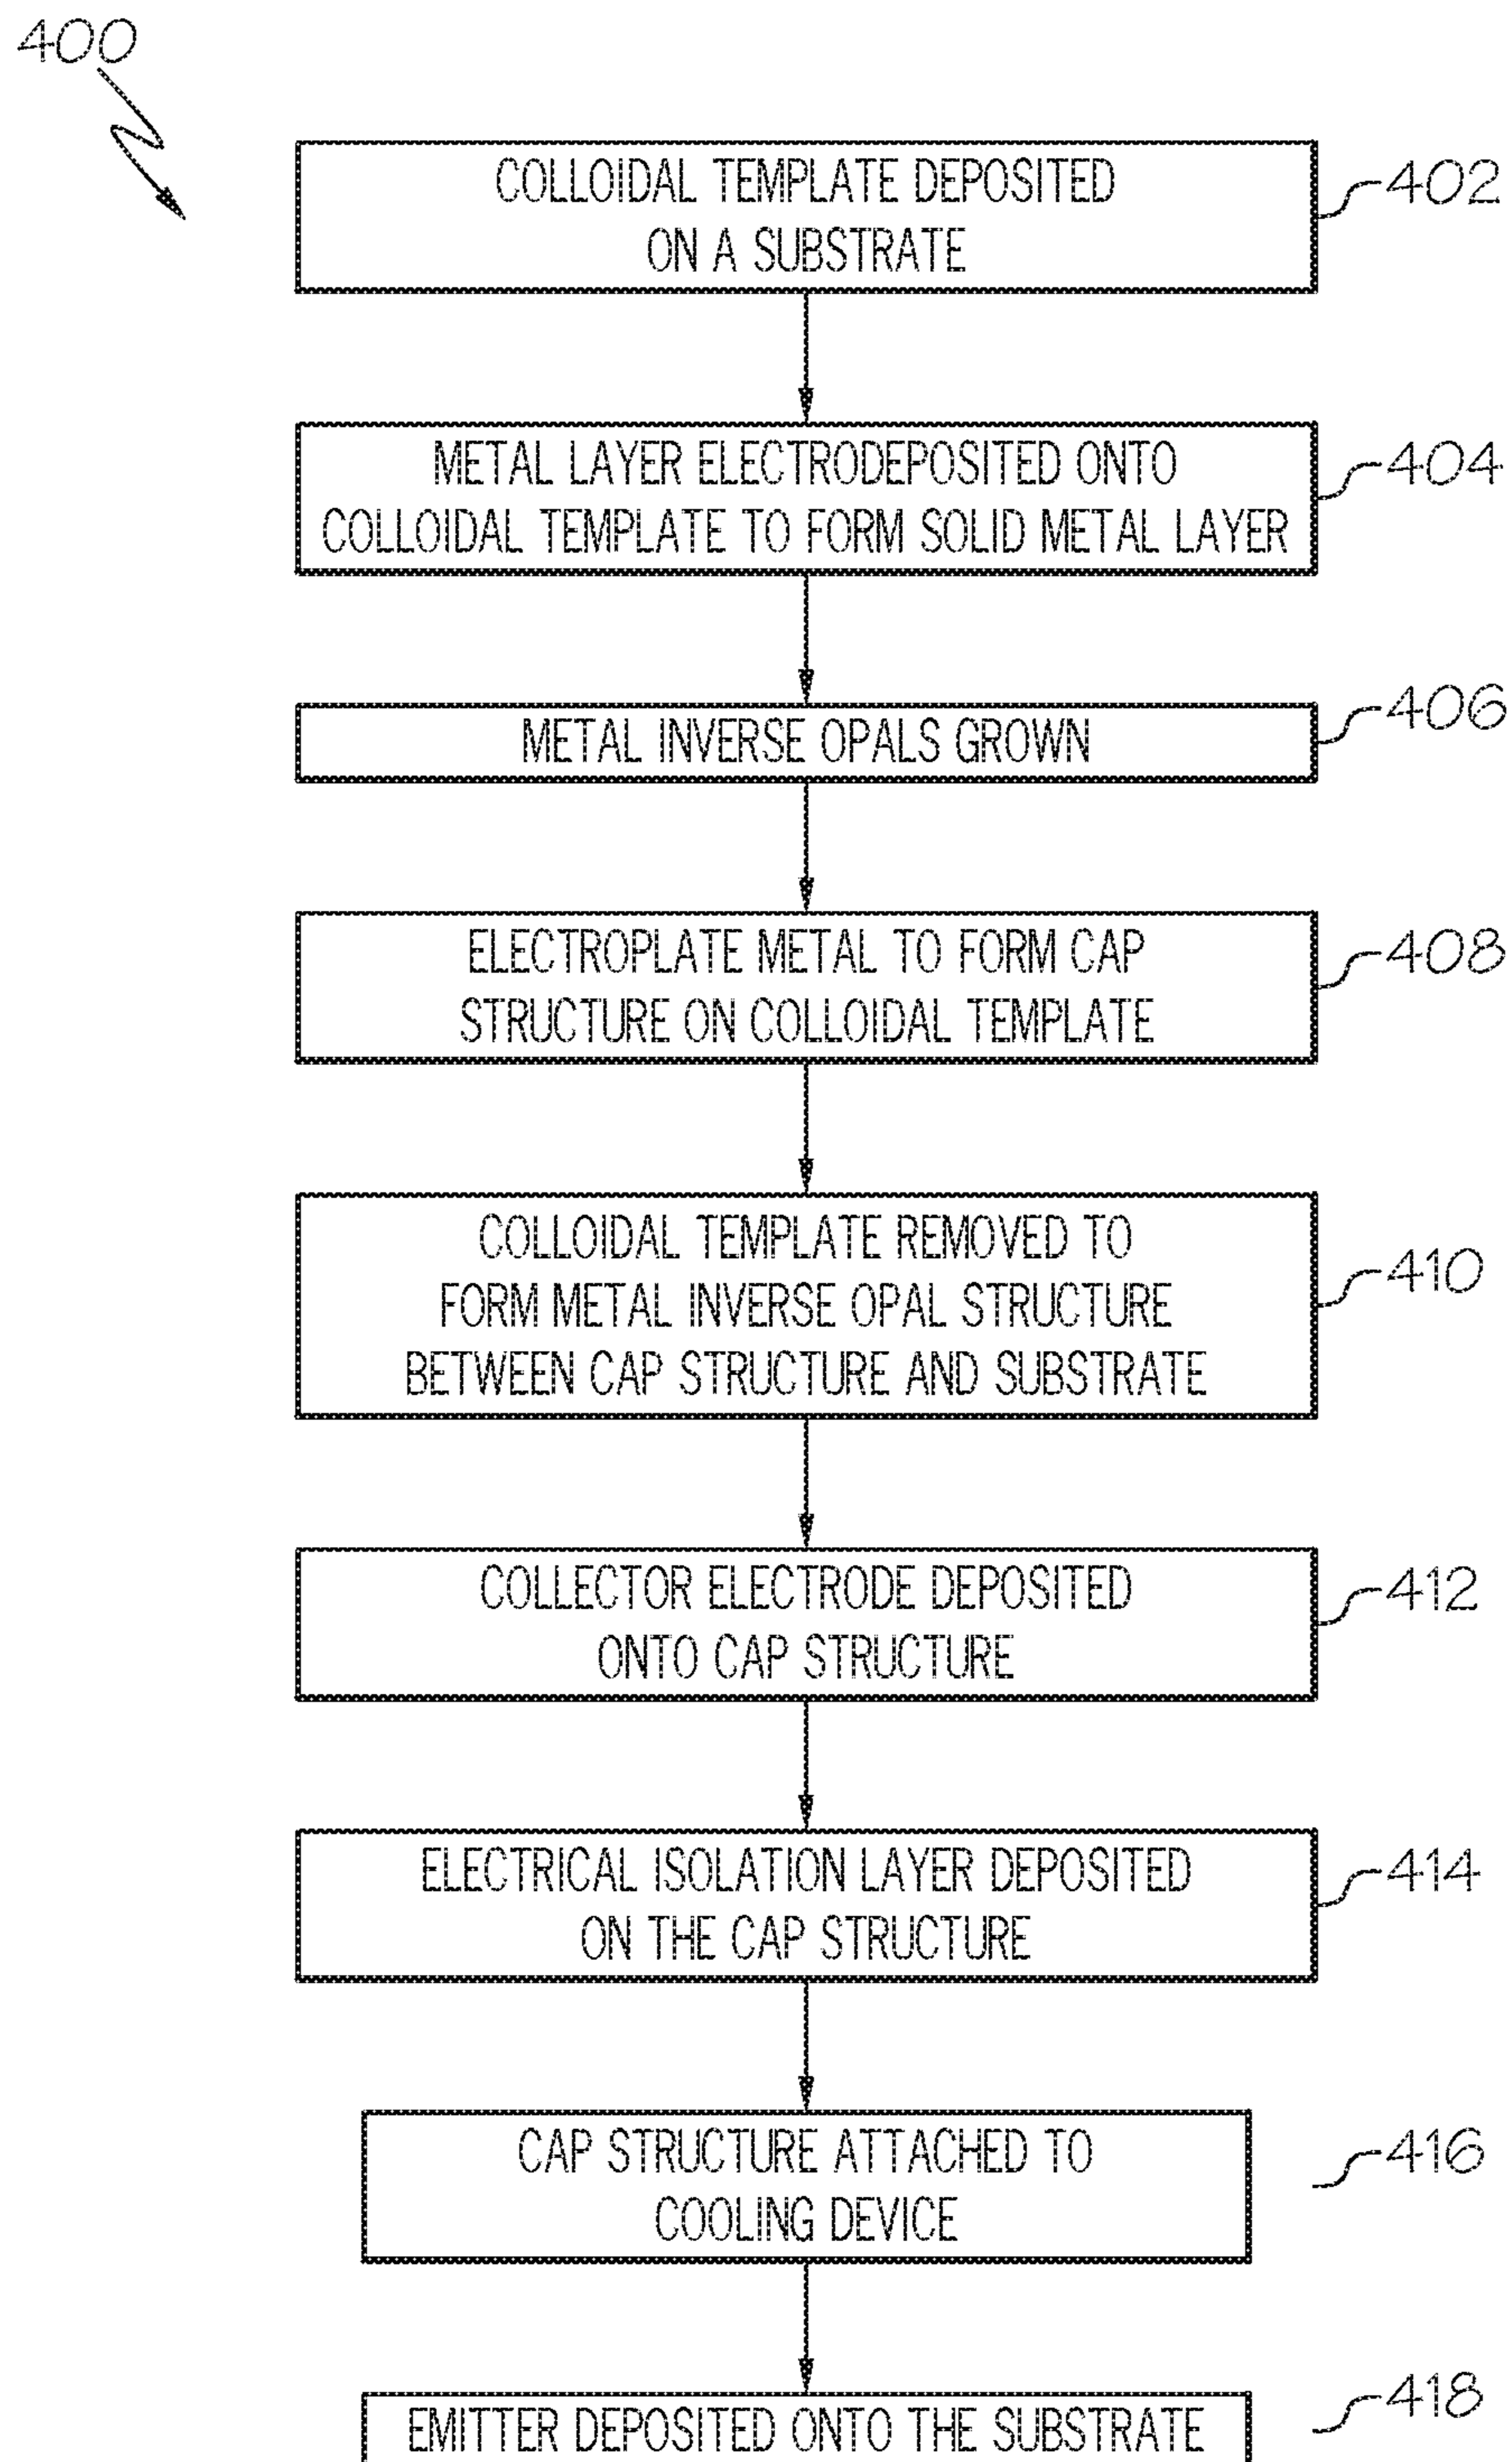 400
COLLOIDAL TEMPLATE DEPOSITED
ON A SUBSTRATE
402
METAL LAYER ELECTRODEPOSITED ONTO
COLLOIDAL TEMPLATE TO FORM SOLID METAL LAYER
404
METAL INVERSE OPALS GROWN
406
ELECTROPLATE METAL TO FORM CAP
STRUCTURE ON COLLOIDAL TEMPLATE
408
COLLOIDAL TEMPLATE REMOVED TO
FORM METAL INVERSE OPAL STRUCTURE
BETWEEN CAP STRUCTURE AND SUBSTRATE
410
COLLECTOR ELECTRODE DEPOSITED
ONTO CAP STRUCTURE
412
ELECTRICAL ISOLATION LAYER DEPOSITED
ON THE CAP STRUCTURE
414
CAP STRUCTURE ATTACHED TO
COOLING DEVICE
416
EMITTER DEPOSITED ONTO THE SUBSTRATE
418